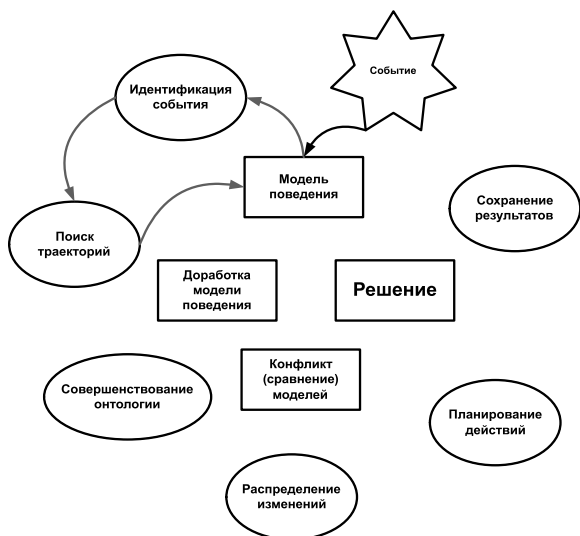 Событие
Идентификация
события
Модель
поведения
Сохранение
результатов
Поиск
траекторий
Доработка
модели
поведения
Решение
Конфликт
(сравнение)
моделей
Совершенствование
онтологии
Планирование
действий
Распределение
изменений